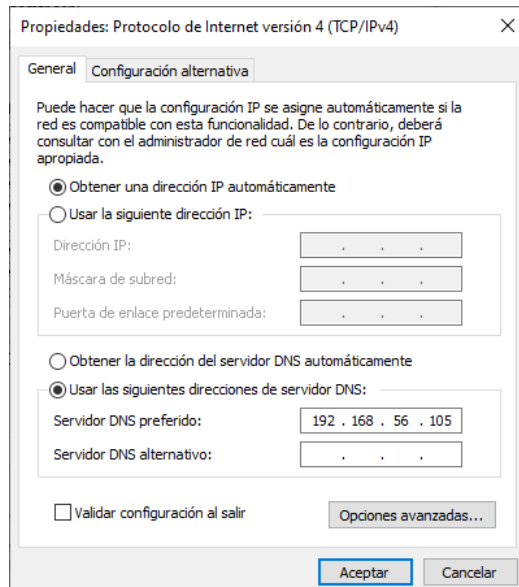 Propiedades: Protocolo de Internet versión 4 (TCP/IPv4)
General
Configuración alternativa
Puede hacer que la configuración IP se asigne automáticamente si la
red es compatible con esta funcionalidad. De lo contrario, deberá
consultar con el administrador de red cuál es la configuración IP
apropiada.
Obtener una dirección IP automáticamente
Usar la siguiente dirección IP:
Dirección IP:
. . .
Máscara de subred:
. . .
Puerta de enlace predeterminada:
. . .
Obtener la dirección del servidor DNS automáticamente
Usar las siguientes direcciones de servidor DNS:
Servidor DNS preferido:
192 . 168 . 56 . 105
Servidor DNS alternativo:
. . .
Validar configuración al salir
Opciones avanzadas...
Aceptar
Cancelar